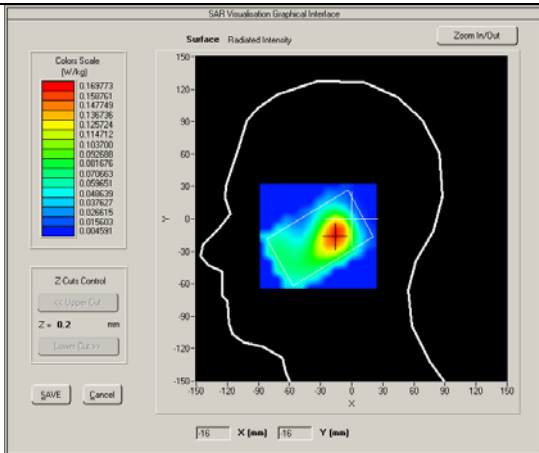 SAR Visualisation Graphical Interface
Surface Radiated Intensity
Zoom In/Out
Colors Scale
(W/kg)
0.169773
0.158761
0.147749
0.136736
0.125724
0.114712
0.103700
0.092688
0.081676
0.070663
0.059651
0.048639
0.037627
0.026615
0.015603
0.004591
Z Cuts Control
<< Upper Cut
Z = 0.2 mm
Lower Cut >>
SAVE Cancel
150
120
90
60
30
0
-30
-60
-90
-120
-150
Y
-150 -120 -90 -60 -30 0 30 60 90 120 150
X
-16 X (mm) -16 Y (mm)